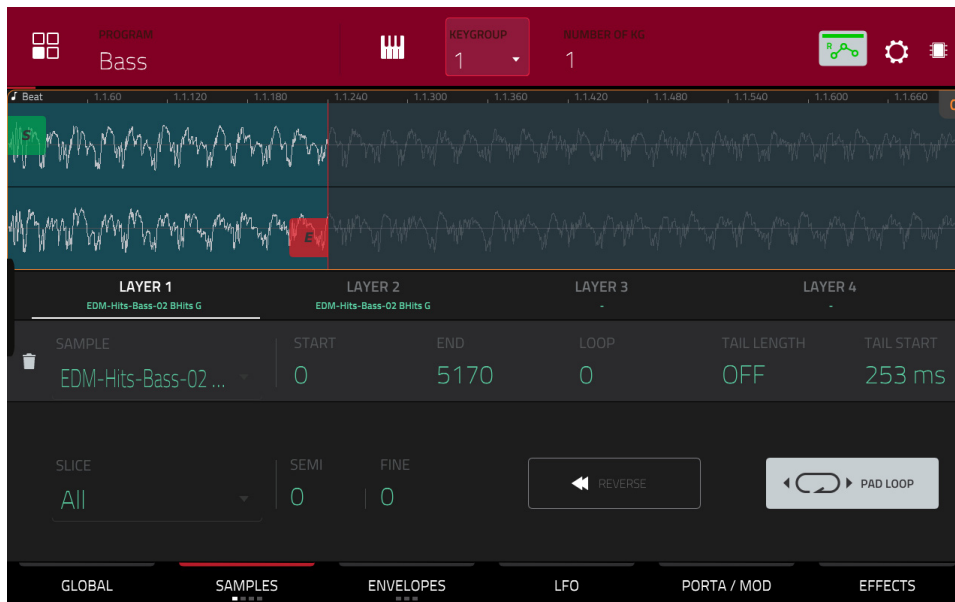 PROGRAM
Bass
KEYGROUP
1
NUMBER OF KG
1
Beat 1.1.60 1.1.120 1.1.180 1.1.240 1.1.300 1.1.360 1.1.420 1.1.480 1.1.540 1.1.600 1.1.660
S
E
LAYER 1 LAYER 2 LAYER 3 LAYER 4
EDM-Hits-Bass-02 BHits G EDM-Hits-Bass-02 BHits G - -
SAMPLE START END LOOP TAIL LENGTH TAIL START
EDM-Hits-Bass-02 ... 0 5170 0 OFF 253 ms
SLICE SEMI FINE
All 0 0
REVERSE PAD LOOP
GLOBAL SAMPLES ENVELOPES LFO PORTA / MOD EFFECTS